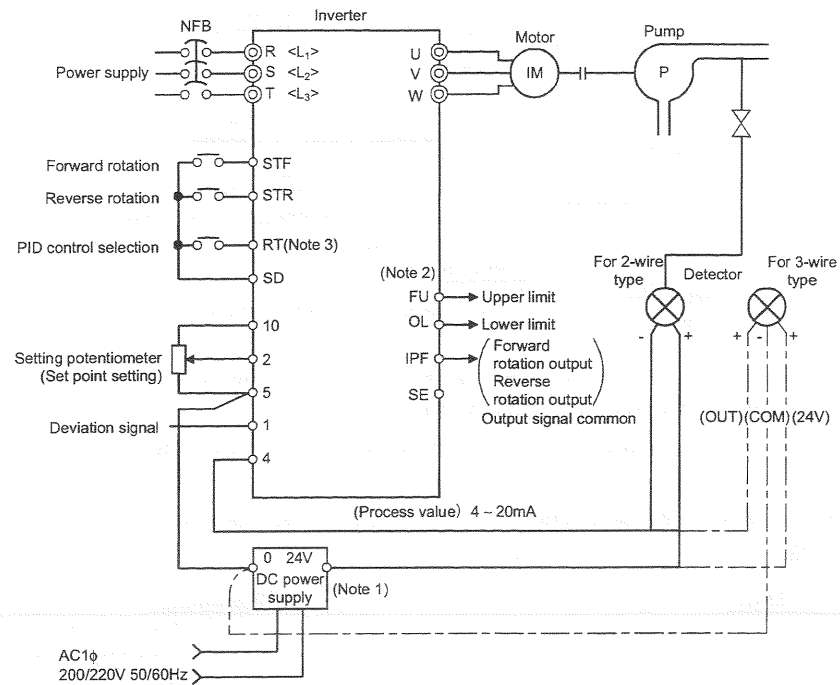 Inverter
NFB
Motor
Pump
R <L1>
S <L2>
T <L3>
Power supply
U
V
W
IM
P
Forward rotation
STF
Reverse rotation
STR
PID control selection
RT(Note 3)
SD
(Note 2)
FU
Upper limit
OL
Lower limit
IPF
Forward
rotation output
Reverse
rotation output
SE
Output signal common
For 2-wire
type
Detector
For 3-wire
type
- +
+ - +
(OUT)(COM)(24V)
10
Setting potentiometer
(Set point setting)
2
5
Deviation signal
1
4
(Process value) 4 ~ 20mA
0 24V
DC power
supply
(Note 1)
AC1ϕ
200/220V 50/60Hz